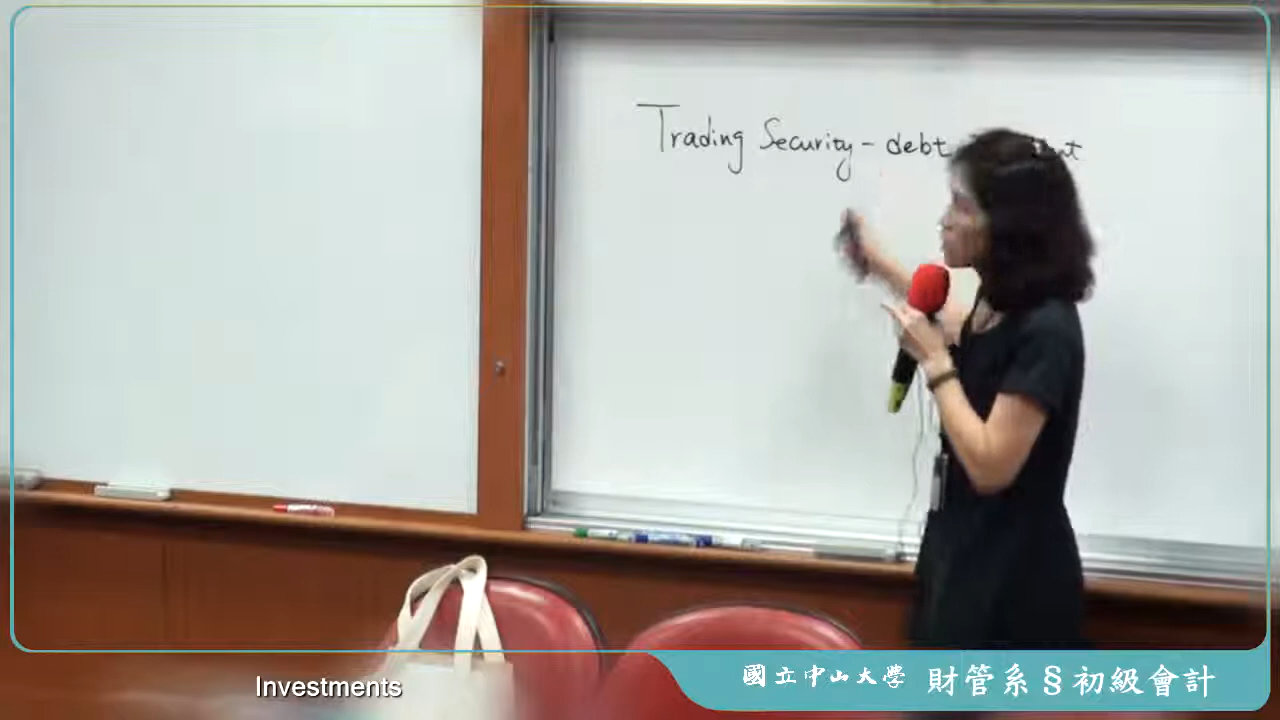 Trading Security - debt
Investments
國立中山大學 財管系 § 初級會計